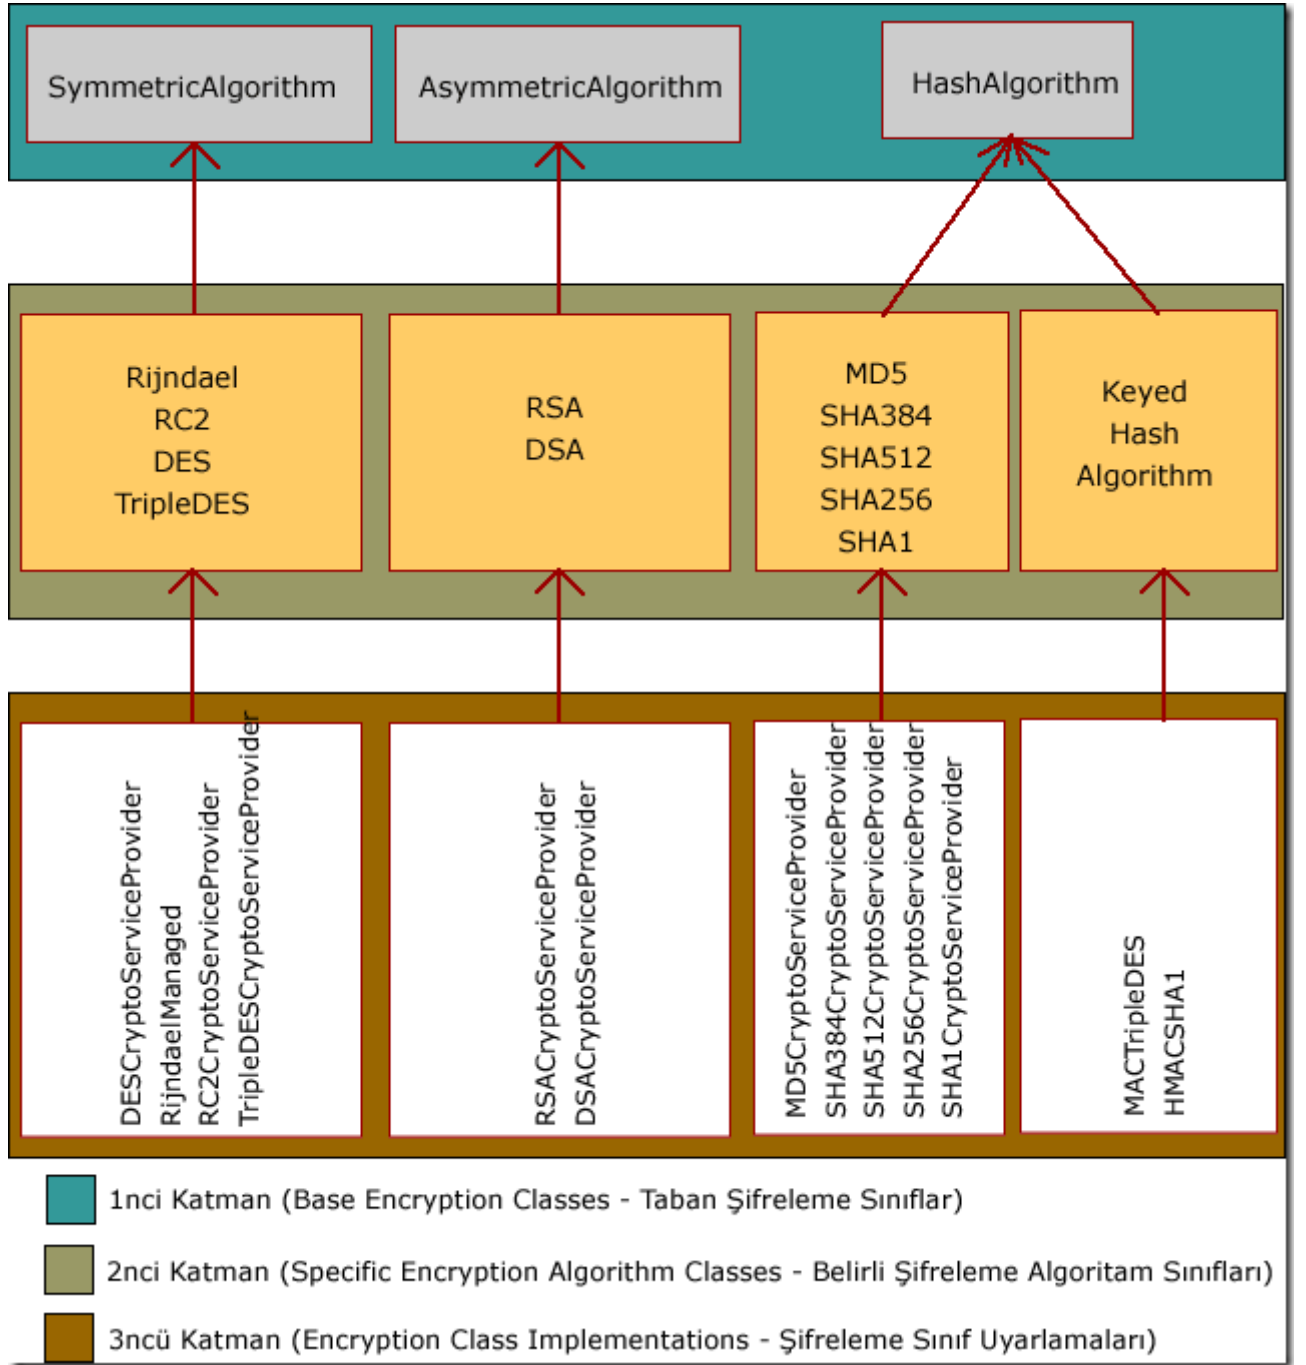 SymmetricAlgorithm
AsymmetricAlgorithm
HashAlgorithm
Rijndael
RC2
DES
TripleDES
RSA
DSA
MD5
SHA384
SHA512
SHA256
SHA1
Keyed
Hash
Algorithm
DESCryptoServiceProvider
RijndaelManaged
RC2CryptoServiceProvider
TripleDESCryptoServiceProvider
RSACryptoServiceProvider
DSACryptoServiceProvider
MD5CryptoServiceProvider
SHA384CryptoServiceProvider
SHA512CryptoServiceProvider
SHA256CryptoServiceProvider
SHA1CryptoServiceProvider
MACTripleDES
HMACSHA1
1nci Katman (Base Encryption Classes - Taban Şifreleme Sınıflar)
2nci Katman (Specific Encryption Algorithm Classes - Belirli Şifreleme Algoritam Sınıfları)
3ncü Katman (Encryption Class Implementations - Şifreleme Sınıf Uyarlamaları)